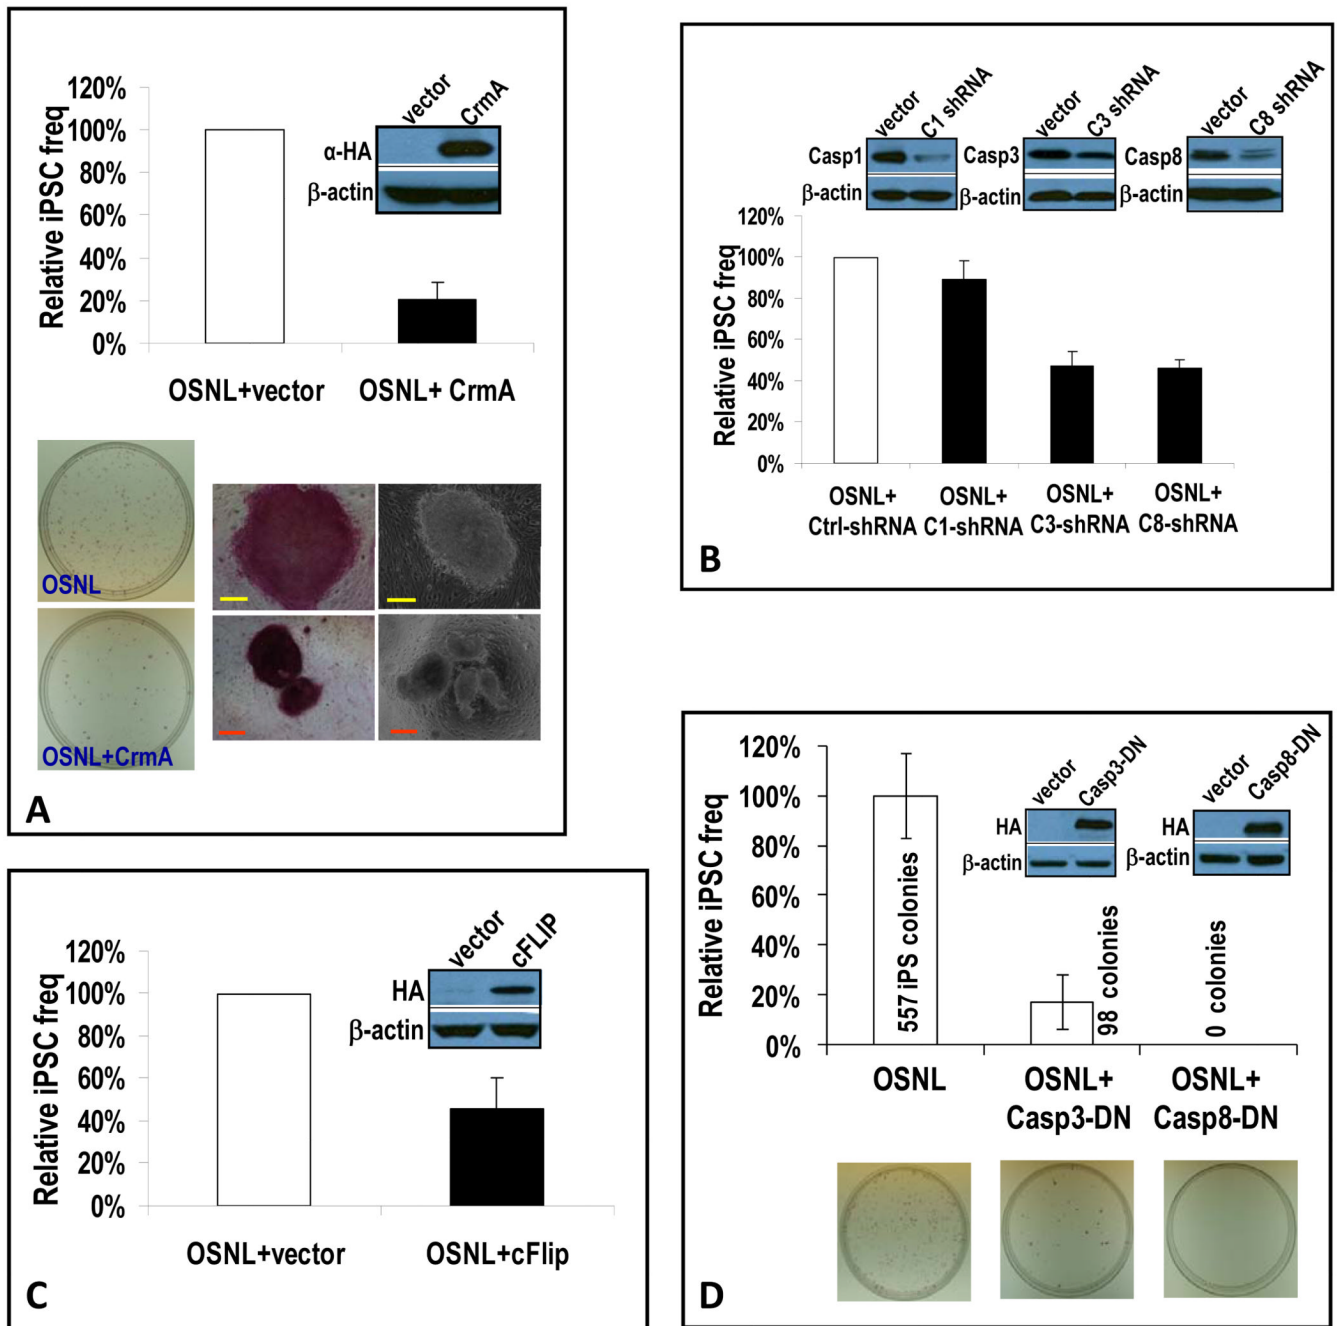 120%
100%
80%
60%
40%
20%
0%
Relative iPSC freq
vector
CrmA
α-HA
β-actin
OSNL+vector
OSNL+ CrmA
OSNL
OSNL+CrmA
A
vector
C1 shRNA
vector
C3 shRNA
vector
C8 shRNA
Casp1
Casp3
Casp8
β-actin
β-actin
β-actin
120%
100%
80%
60%
40%
20%
0%
Relative iPSC freq
OSNL+
Ctrl-shRNA
OSNL+
C1-shRNA
OSNL+
C3-shRNA
OSNL+
C8-shRNA
B
120%
100%
80%
60%
40%
20%
0%
Relative iPSC freq
vector
cFLIP
HA
β-actin
OSNL+vector
OSNL+cFlip
C
120%
100%
80%
60%
40%
20%
0%
Relative iPSC freq
vector
Casp3-DN
vector
Casp8-DN
HA
HA
β-actin
β-actin
557 iPS colonies
98 colonies
0 colonies
OSNL
OSNL+
Casp3-DN
OSNL+
Casp8-DN
D